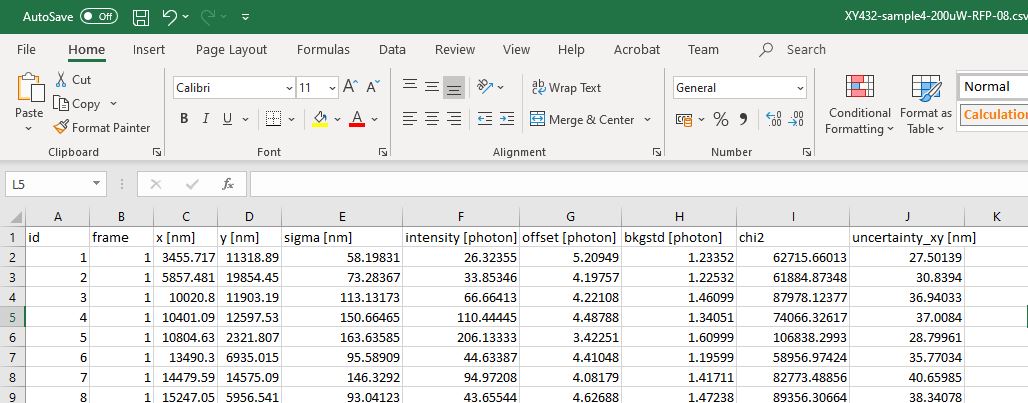 AutoSave Off XY432-sample4-200uW-RFP-08.csv
File Home Insert Page Layout Formulas Data Review View Help Acrobat Team Search
Paste
Cut
Copy
Format Painter
Clipboard
Calibri 11 A A
B I U A
Font
ab Wrap Text
Merge & Center
Alignment
General
% 9 .00 .00
Number
Conditional Formatting
Format as Table
Normal
Calculation
L5 fx
A B C D E F G H I J K
1 id frame x [nm] y [nm] sigma [nm] intensity [photon] offset [photon] bkgstd [photon] chi2 uncertainty_xy [nm]
2 1 1 3455.717 11318.89 58.19831 26.32355 5.20949 1.23352 62715.66013 27.50139
3 2 1 5857.481 19854.45 73.28367 33.85346 4.19757 1.22532 61884.87348 30.8394
4 3 1 10020.8 11903.19 113.13173 66.66413 4.22108 1.46099 87978.12377 36.94033
5 4 1 10401.09 12597.53 150.66465 110.44445 4.48788 1.34051 74066.32617 37.0084
6 5 1 10804.63 2321.807 163.63585 206.13333 3.42251 1.60999 106838.2993 28.79961
7 6 1 13490.3 6935.015 95.58909 44.63387 4.41048 1.19599 58956.97424 35.77034
8 7 1 14479.59 14575.09 146.3292 94.97208 4.08179 1.41711 82773.48856 40.65985
9 8 1 15247.05 5956.541 93.04123 43.65544 4.62688 1.47238 89356.30664 38.34078